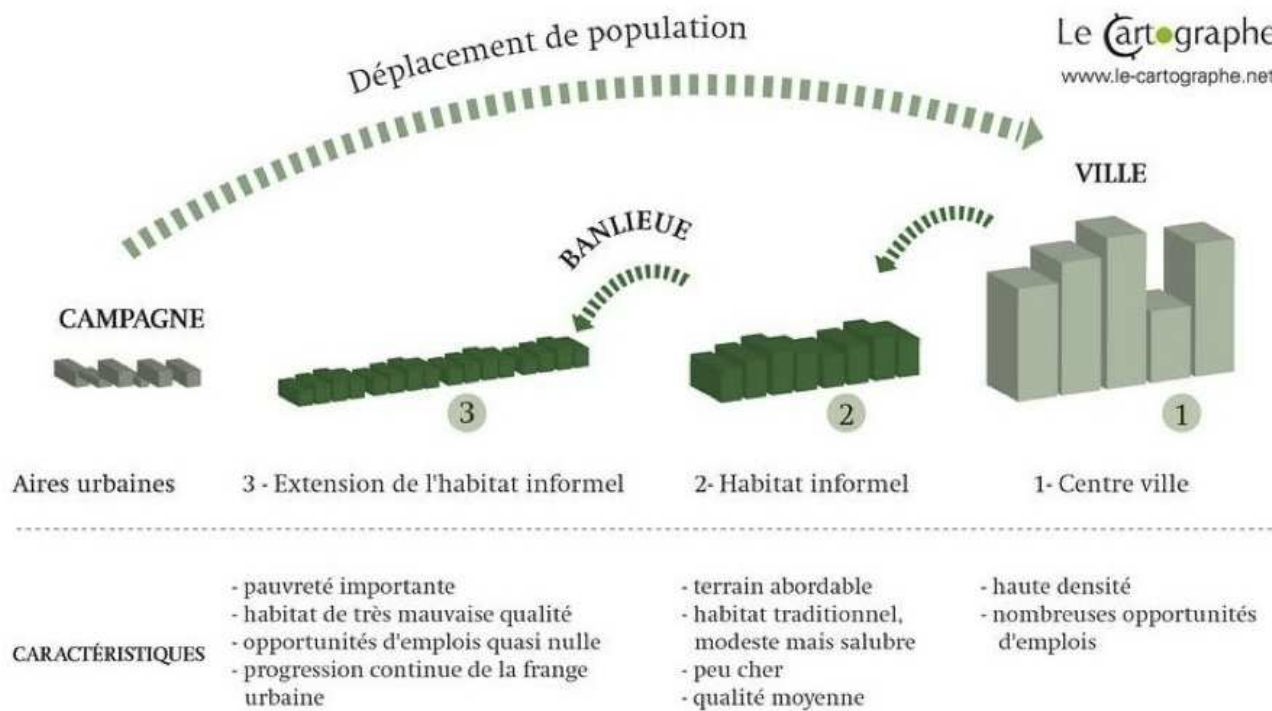 Déplacement de population
Le Cartographe
www.le-cartographe.net
VILLE
BANLIEUE
CAMPAGNE
3
2
1
Aires urbaines
3 - Extension de l'habitat informel
2- Habitat informel
1- Centre ville
CARACTÉRISTIQUES
- pauvreté importante
- habitat de très mauvaise qualité
- opportunités d'emplois quasi nulle
- progression continue de la frange
urbaine
- terrain abordable
- habitat traditionnel,
modeste mais salubre
- peu cher
- qualité moyenne
- haute densité
- nombreuses opportunités
d'emplois